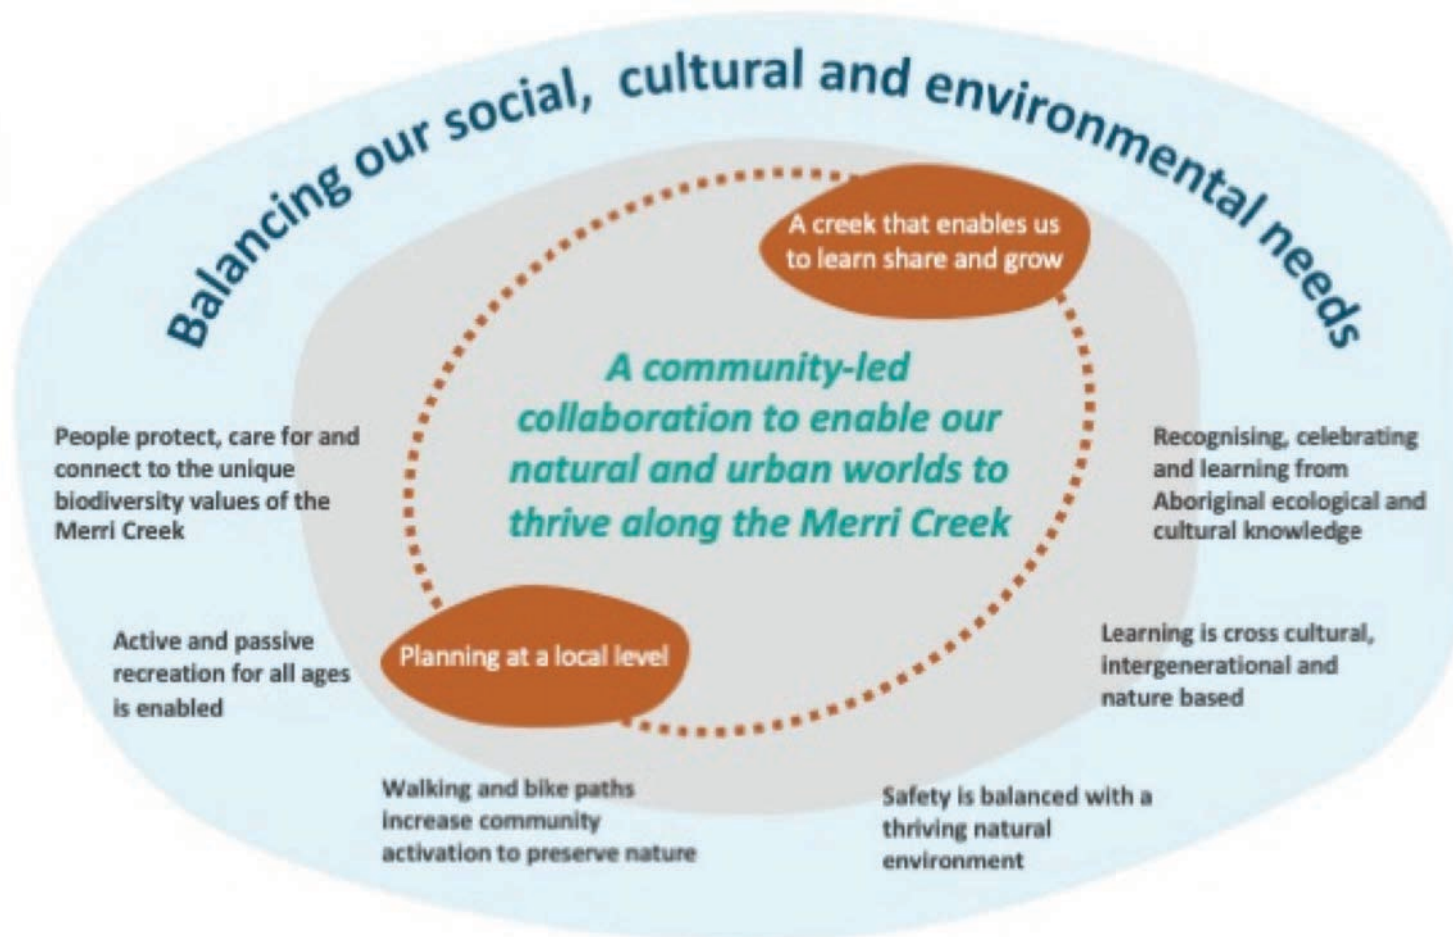 Balancing our social, cultural and environmental needs
A creek that enables us
to learn share and grow
A community-led
collaboration to enable our
natural and urban worlds to
thrive along the Merri Creek
People protect, care for and
connect to the unique
biodiversity values of the
Merri Creek
Recognising, celebrating
and learning from
Aboriginal ecological and
cultural knowledge
Active and passive
recreation for all ages
is enabled
Planning at a local level
Learning is cross cultural,
intergenerational and
nature based
Walking and bike paths
increase community
activation to preserve nature
Safety is balanced with a
thriving natural
environment